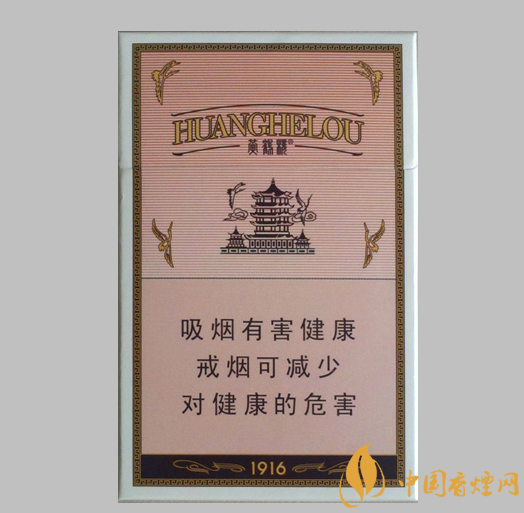 HUANGHELOU
黄鹤楼
吸烟有害健康
戒烟可减少
对健康的危害
1916
中国香烟网